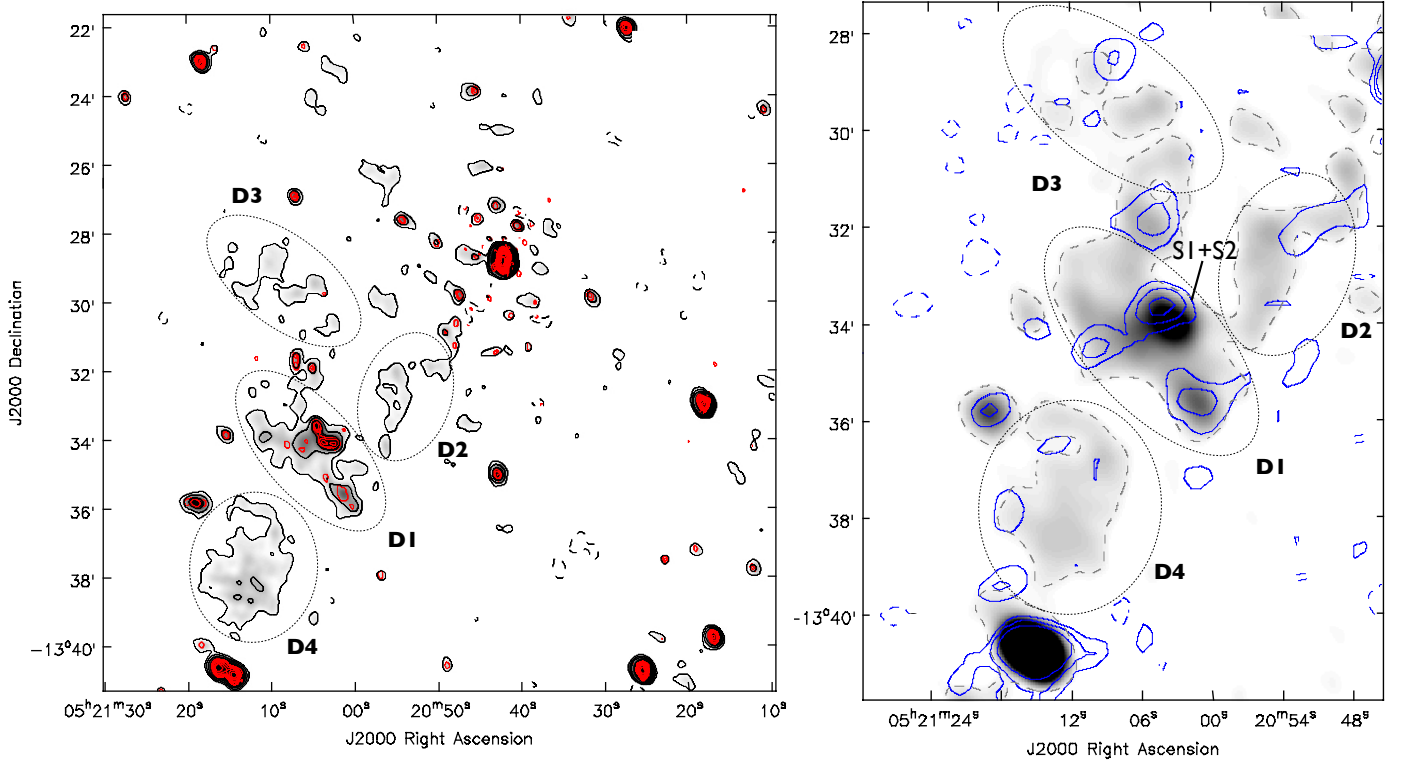 22'
24'
26'
28'
30'
32'
34'
36'
38'
−13°40'
J2000 Declination
D3
D2
D1
D4
05ʰ21ᵐ30ˢ
20ˢ
10ˢ
00ˢ
20ᵐ50ˢ
40ˢ
30ˢ
20ˢ
10ˢ
J2000 Right Ascension
28'
30'
32'
34'
36'
38'
−13°40'
D3
S1+S2
D2
D1
D4
05ʰ21ᵐ24ˢ
12ˢ
06ˢ
00ˢ
20ᵐ54ˢ
48ˢ
J2000 Right Ascension